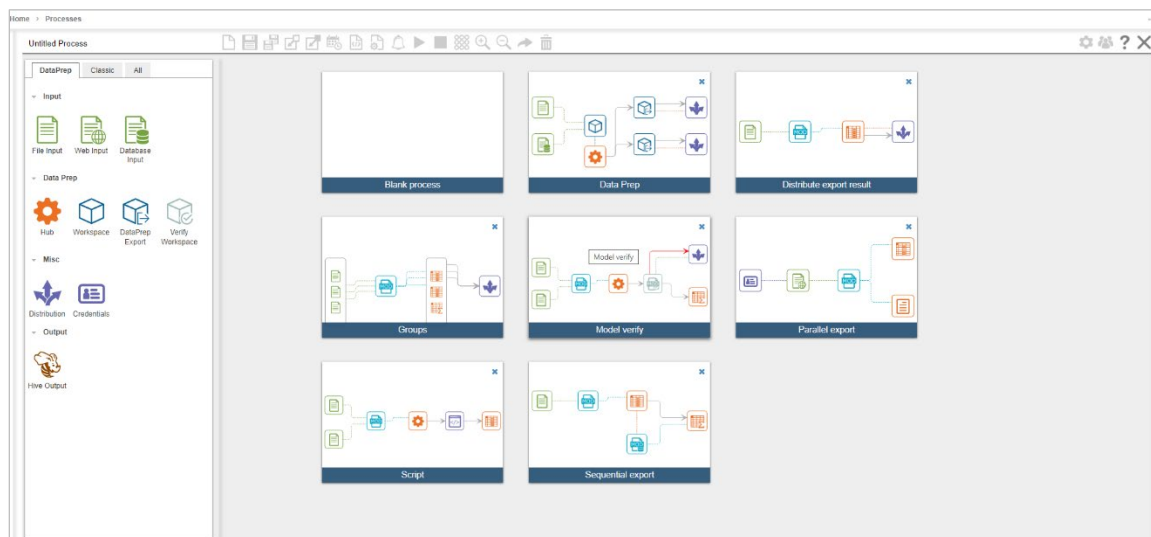 Home > Processes
Untitled Process
DataPrep Classic All
Input
File Input Web Input Database Input
Data Prep
Hub Workspace DataPrep Export Verify Workspace
Misc
Distribution Credentials
Output
Hive Output
Blank process Data Prep Distribute export result
Model verify
Groups Model verify Parallel export
Script Sequential export